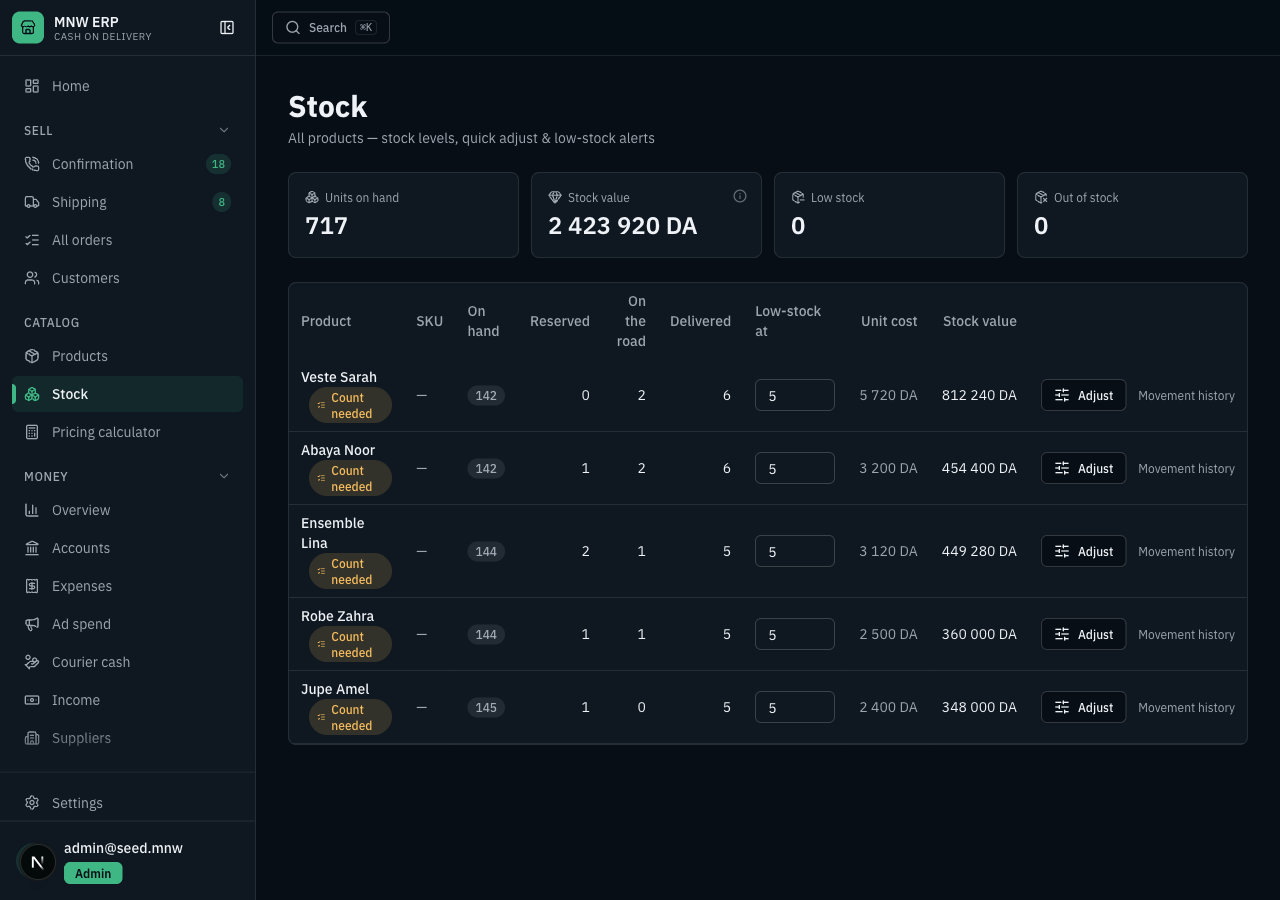 MNW ERP
CASH ON DELIVERY
Search ⌘K
Home
SELL
Confirmation 18
Shipping 8
All orders
Customers
CATALOG
Products
Stock
Pricing calculator
MONEY
Overview
Accounts
Expenses
Ad spend
Courier cash
Income
Suppliers
Settings
N
admin@seed.mnw
Admin
Stock
All products — stock levels, quick adjust & low-stock alerts
Units on hand
717
Stock value
2 423 920 DA
Low stock
0
Out of stock
0
Product SKU On hand Reserved On the road Delivered Low-stock at Unit cost Stock value
Veste Sarah
Count needed
— 142 0 2 6 5 5 720 DA 812 240 DA Adjust Movement history
Abaya Noor
Count needed
— 142 1 2 6 5 3 200 DA 454 400 DA Adjust Movement history
Ensemble Lina
Count needed
— 144 2 1 5 5 3 120 DA 449 280 DA Adjust Movement history
Robe Zahra
Count needed
— 144 1 1 5 5 2 500 DA 360 000 DA Adjust Movement history
Jupe Amel
Count needed
— 145 1 0 5 5 2 400 DA 348 000 DA Adjust Movement history